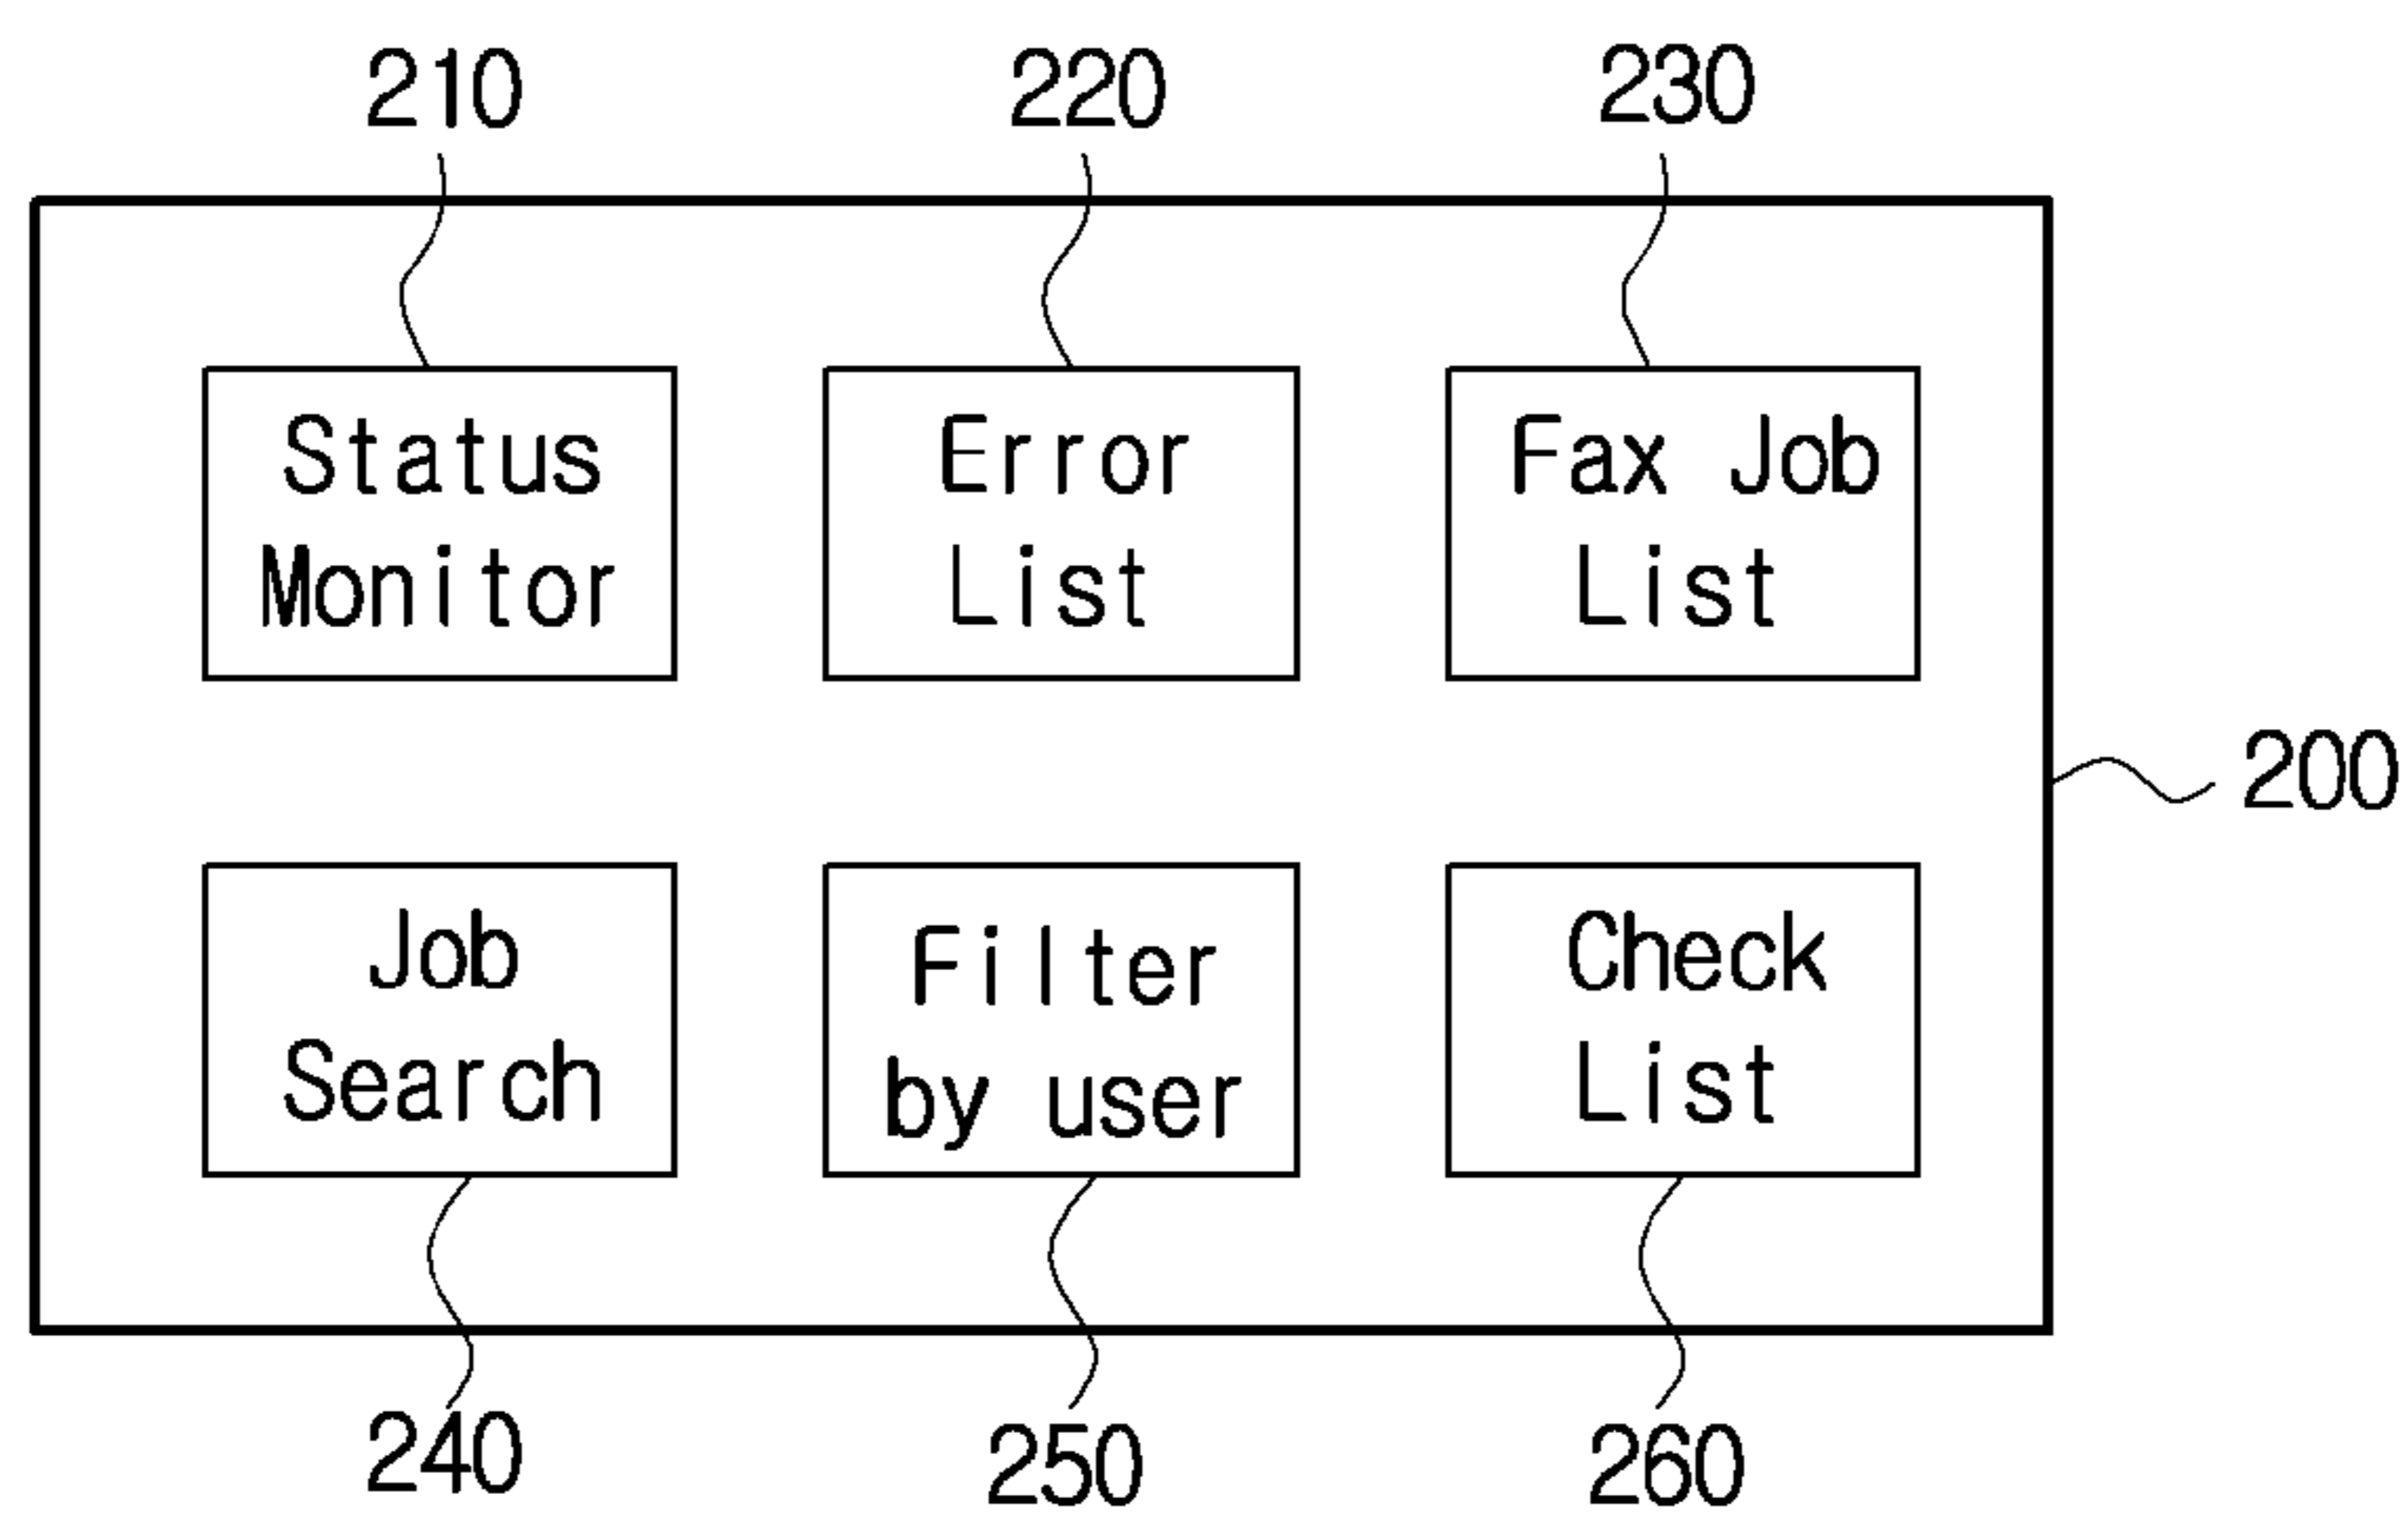 210
220
230
Status
Monitor
Error
List
Fax Job
List
200
Job
Search
Filter
by user
Check
List
240
250
260